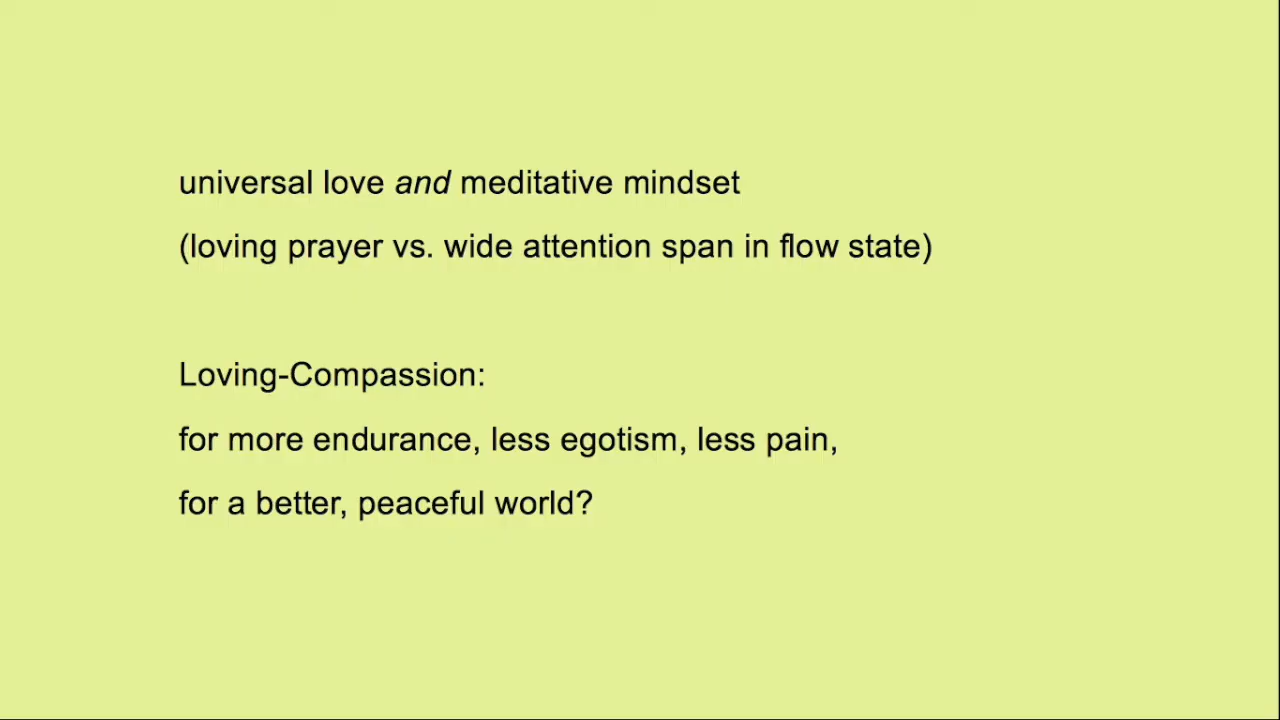 universal love and meditative mindset
(loving prayer vs. wide attention span in flow state)
Loving-Compassion:
for more endurance, less egotism, less pain,
for a better, peaceful world?